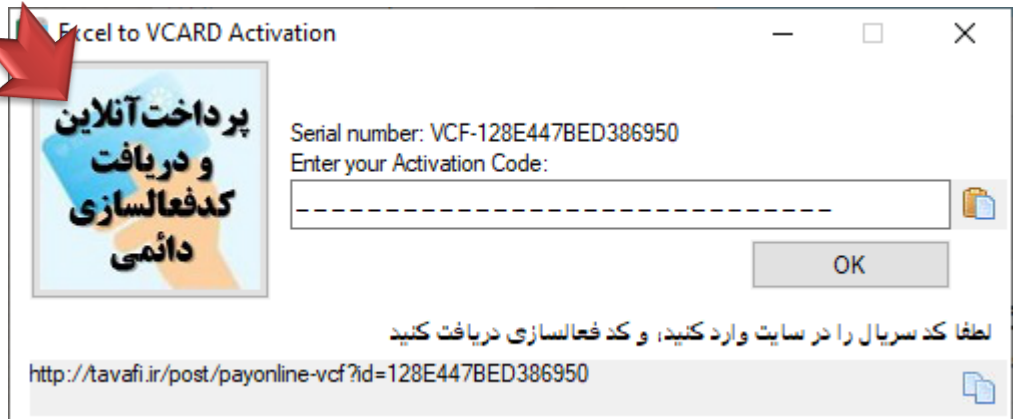 Excel to VCARD Activation
پرداخت آنلاین
و دریافت
کدفعالسازی
دائمی
Serial number: VCF-128E447BED386950
Enter your Activation Code:
_ _ _ _ _ _ _ _ _ _ _ _ _ _ _ _ _ _ _ _ _ _ _ _ _ _ _ _ _ _
OK
لطفا کد سریال را در سایت وارد کنید، و کد فعالسازی دریافت کنید
http://tavafi.ir/post/payonline-vcf?id=128E447BED386950